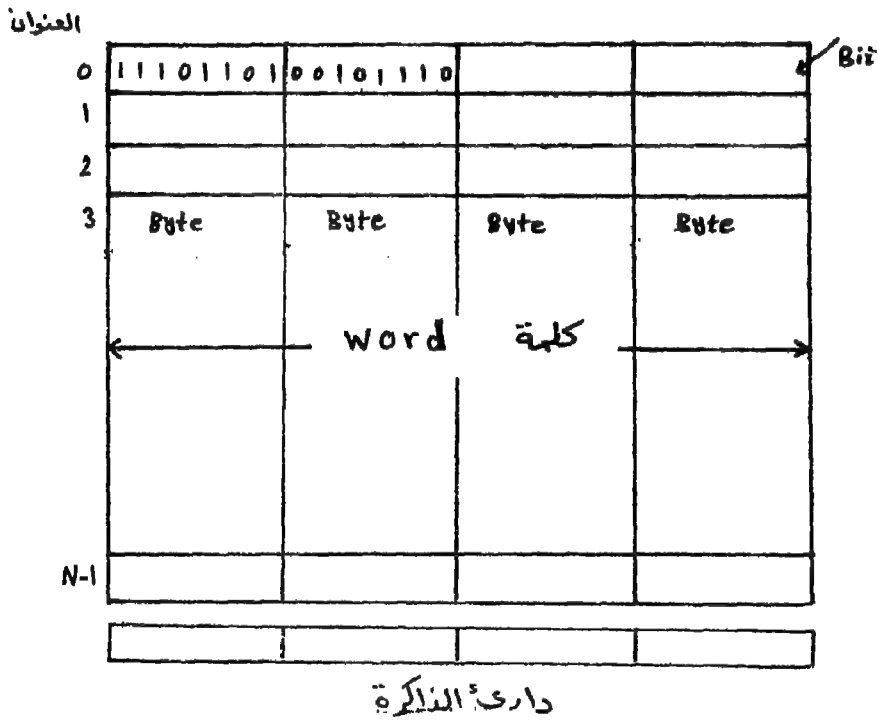 العنوان
Bit
0 11101101 00101110
1
2
3 Byte Byte Byte Byte
word كلمة
N-1
دارئ الذاكرة